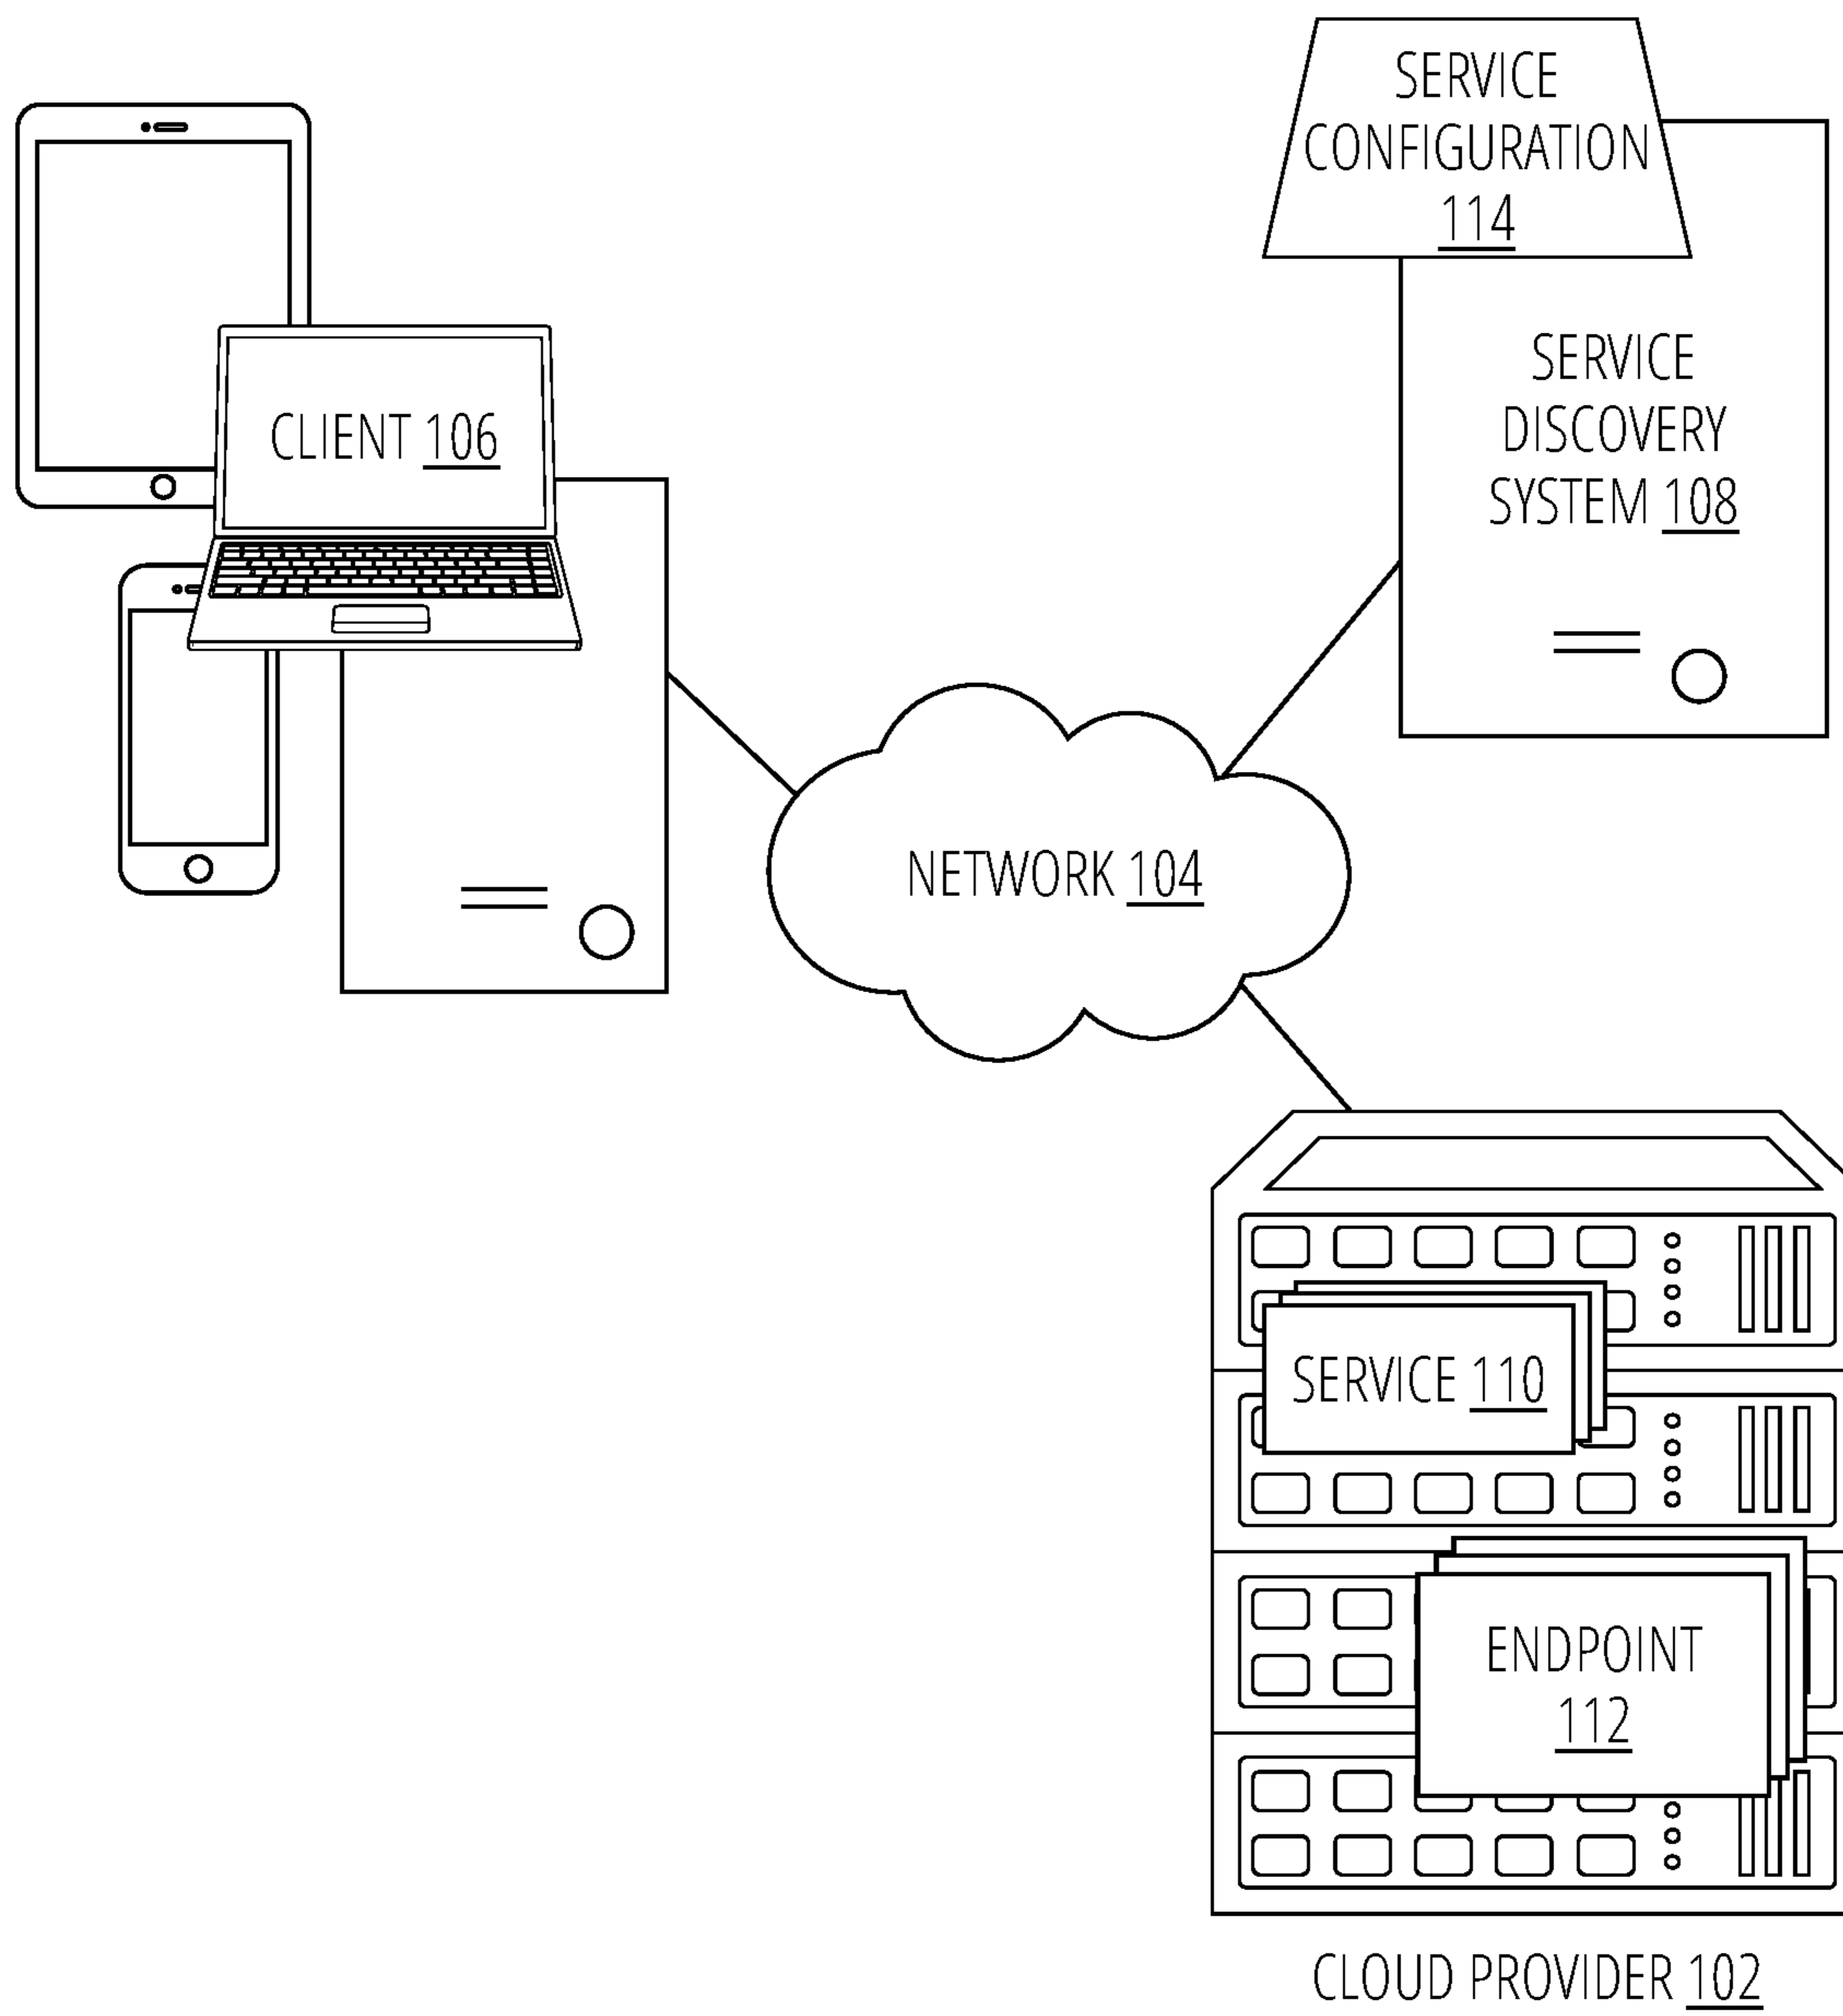 SERVICE
CONFIGURATION
114
CLIENT 106
SERVICE
DISCOVERY
SYSTEM 108
NETWORK 104
SERVICE 110
ENDPOINT
112
CLOUD PROVIDER 102